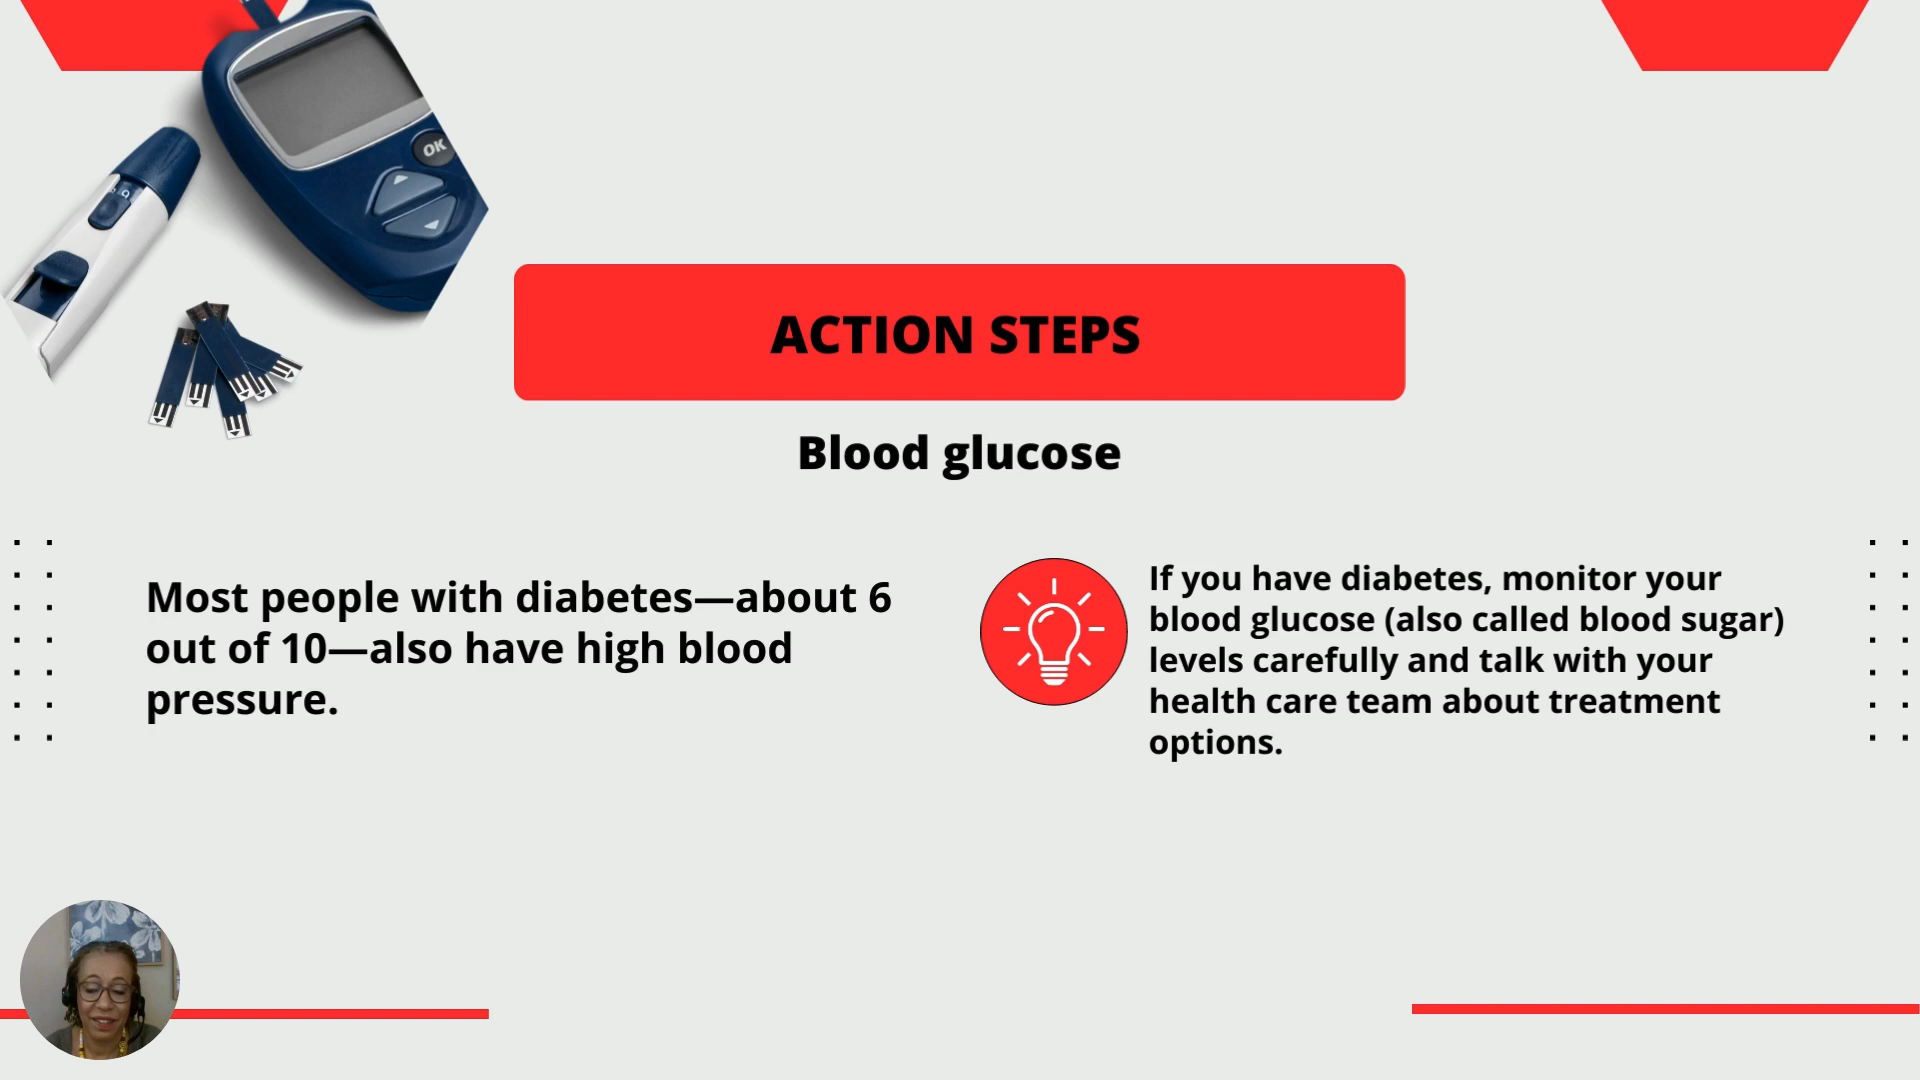 OK
ACTION STEPS
Blood glucose
Most people with diabetes—about 6
out of 10—also have high blood
pressure.
If you have diabetes, monitor your
blood glucose (also called blood sugar)
levels carefully and talk with your
health care team about treatment
options.